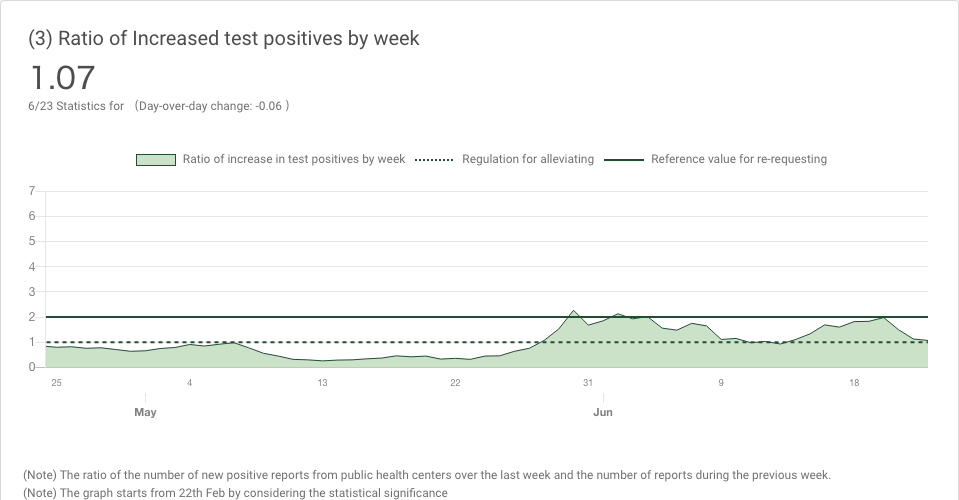 (3) Ratio of Increased test positives by week
1.07
6/23 Statistics for （Day-over-day change: -0.06 ）
Ratio of increase in test positives by week Regulation for alleviating Reference value for re-requesting
7
6
5
4
3
2
1
0
25 4 13 22 31 9 18
May Jun
(Note) The ratio of the number of new positive reports from public health centers over the last week and the number of reports during the previous week.
(Note) The graph starts from 22th Feb by considering the statistical significance